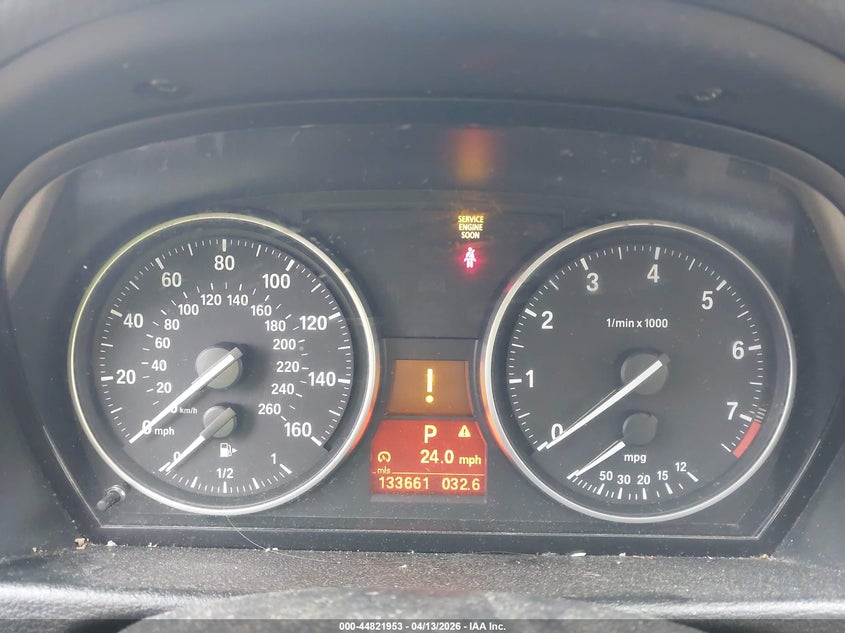 SERVICE
ENGINE
SOON
0 20 40 60 80 100 120 140 160
mph
20 40 60 80 100 120 140 160 180 200 220 240 260
km/h
0 1/2 1
!
P
24.0 mph
mls
133661 032.6
0 1 2 3 4 5 6 7
1/min x 1000
mpg
50 30 20 15 12
000-44821953 - 04/13/2026 - IAA Inc.